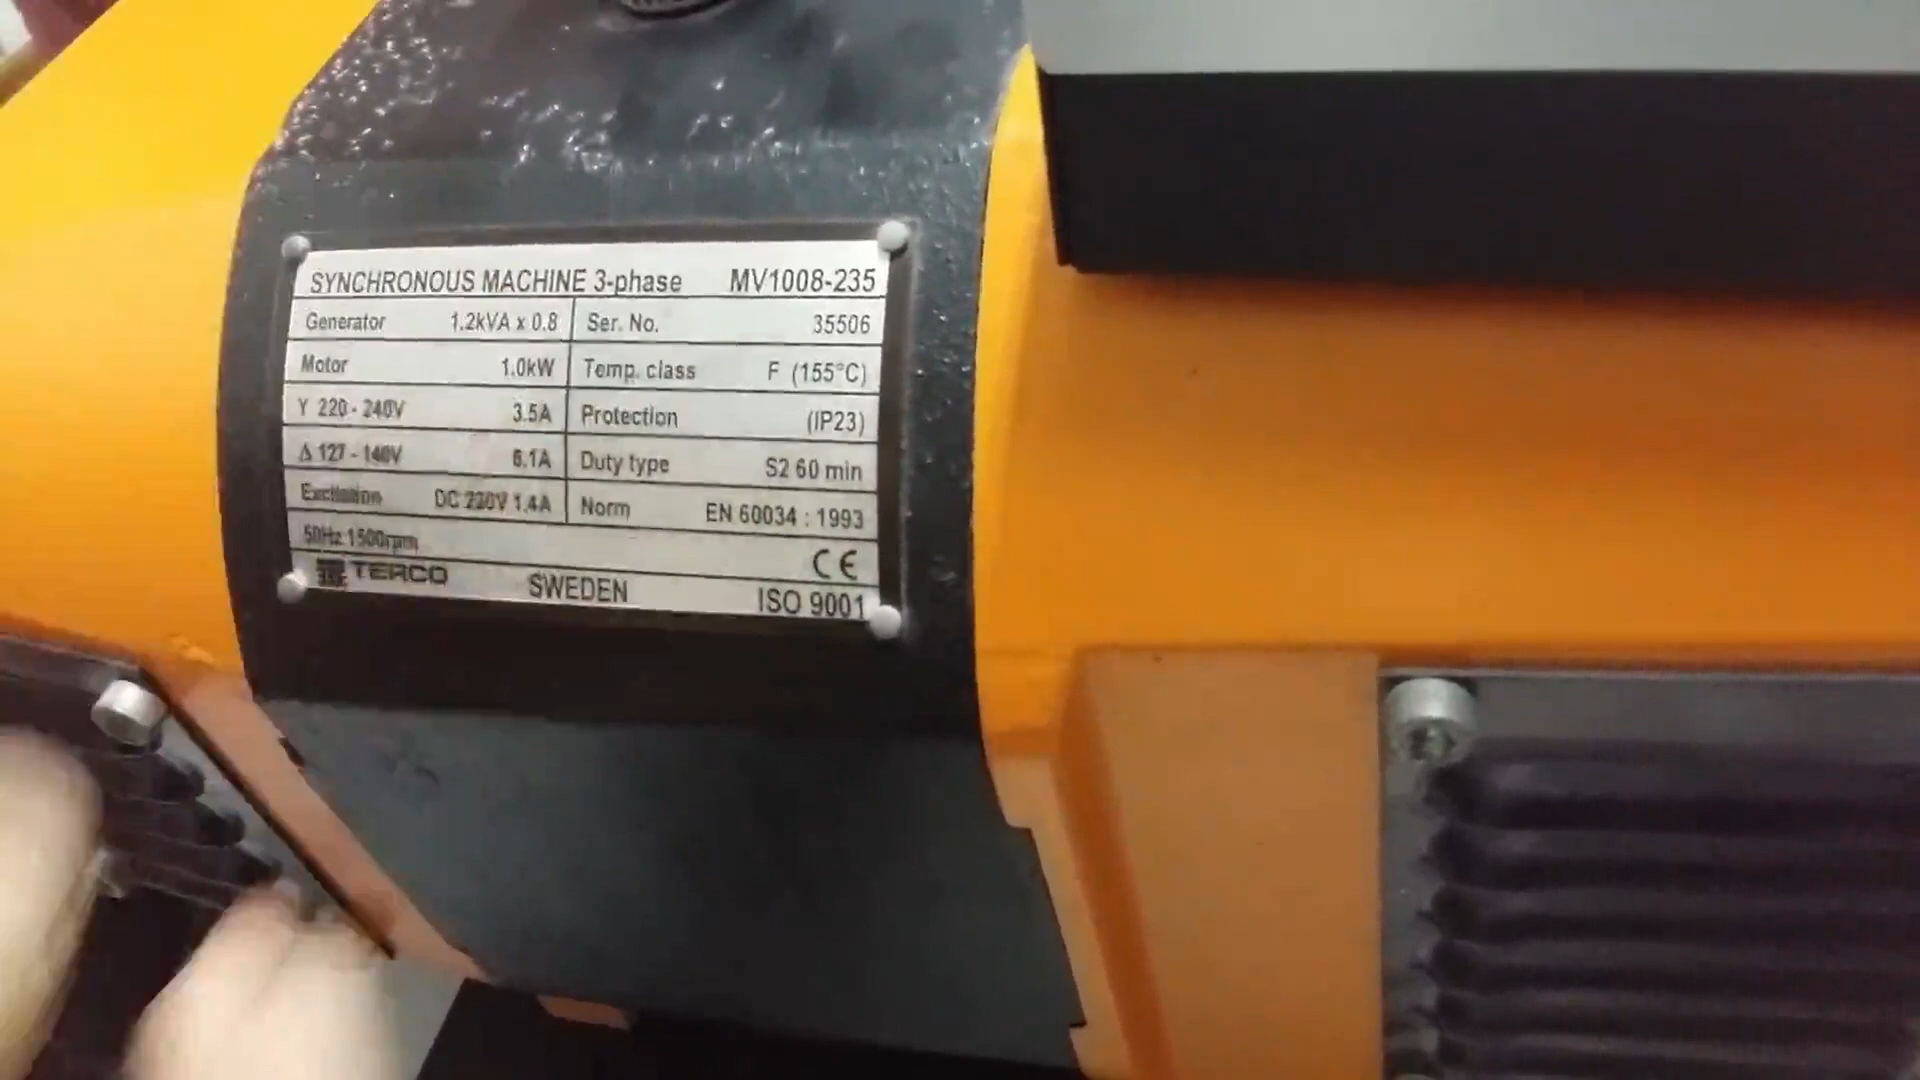 SYNCHRONOUS MACHINE 3-phase MV1008-235
Generator 1.2kVA x 0.8 Ser. No. 35506
Motor 1.0kW Temp. class F (155°C)
Y 220 - 240V 3.5A Protection (IP23)
Δ 127 - 140V 6.1A Duty type S2 60 min
Excitation DC 220V 1.4A Norm EN 60034 : 1993
50Hz 1500rpm CE
TERCO SWEDEN ISO 9001